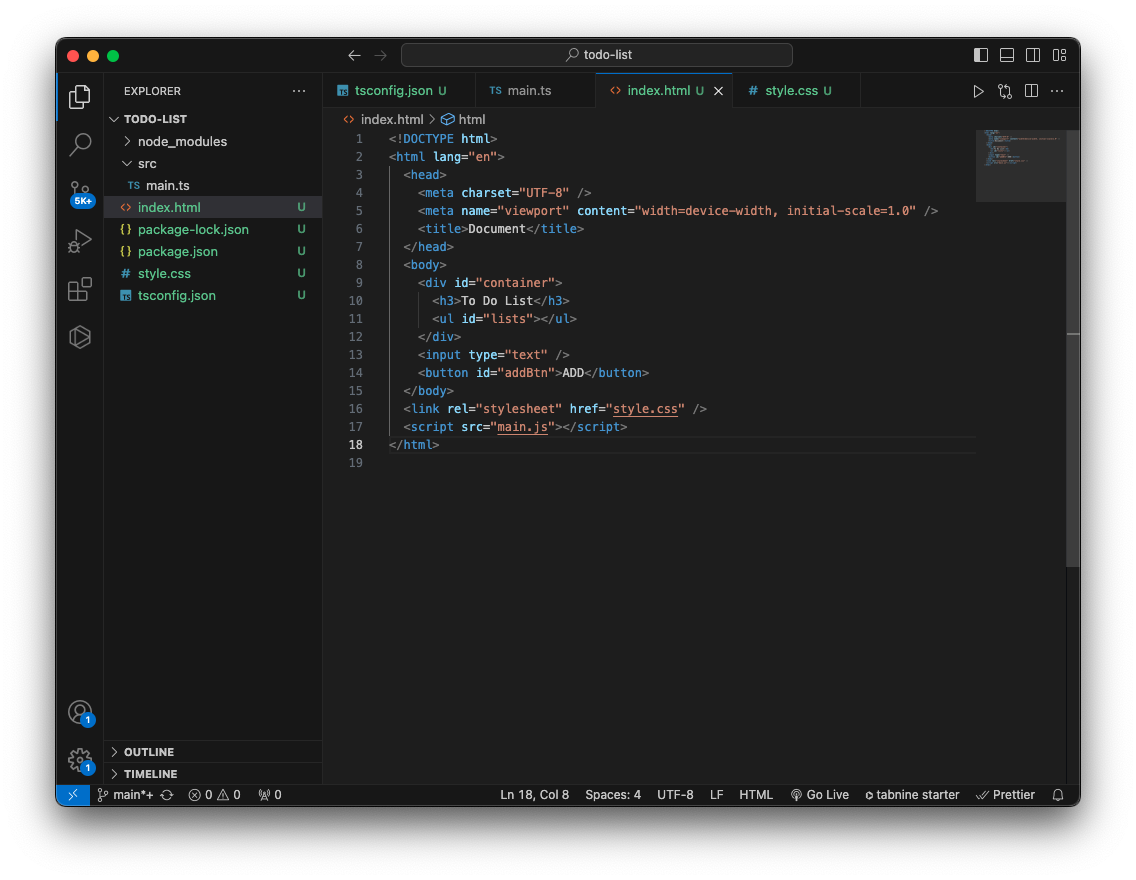 todo-list
EXPLORER
TODO-LIST
node_modules
src
TS main.ts
<> index.html U
{} package-lock.json U
{} package.json U
# style.css U
TS tsconfig.json U
5K+
1
1
OUTLINE
TIMELINE
TS tsconfig.json U
TS main.ts
<> index.html U
# style.css U
<> index.html > html
1 <!DOCTYPE html>
2 <html lang="en">
3 <head>
4 <meta charset="UTF-8" />
5 <meta name="viewport" content="width=device-width, initial-scale=1.0" />
6 <title>Document</title>
7 </head>
8 <body>
9 <div id="container">
10 <h3>To Do List</h3>
11 <ul id="lists"></ul>
12 </div>
13 <input type="text" />
14 <button id="addBtn">ADD</button>
15 </body>
16 <link rel="stylesheet" href="style.css" />
17 <script src="main.js"></script>
18 </html>
19
main*+ 0 0 0 Ln 18, Col 8 Spaces: 4 UTF-8 LF HTML Go Live tabnine starter Prettier